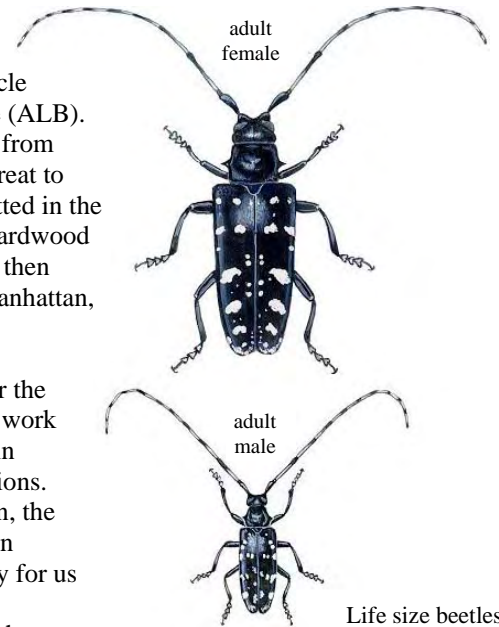 adult
female
cle
(ALB).
from
reat to
tted in the
ardwood
then
anhattan,
r the
work
in
ions.
n, the
n
y for us
adult
male
Life size beetles